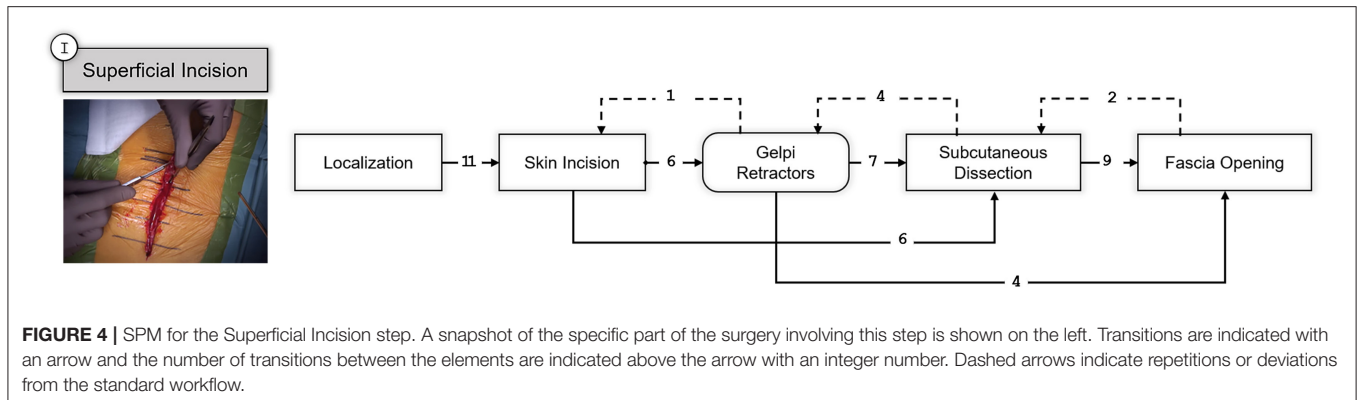 I
Superficial Incision
1
4
2
Localization
11
Skin Incision
6
Gelpi
Retractors
7
Subcutaneous
Dissection
9
Fascia Opening
6
4
FIGURE 4 | SPM for the Superficial Incision step. A snapshot of the specific part of the surgery involving this step is shown on the left. Transitions are indicated with
an arrow and the number of transitions between the elements are indicated above the arrow with an integer number. Dashed arrows indicate repetitions or deviations
from the standard workflow.